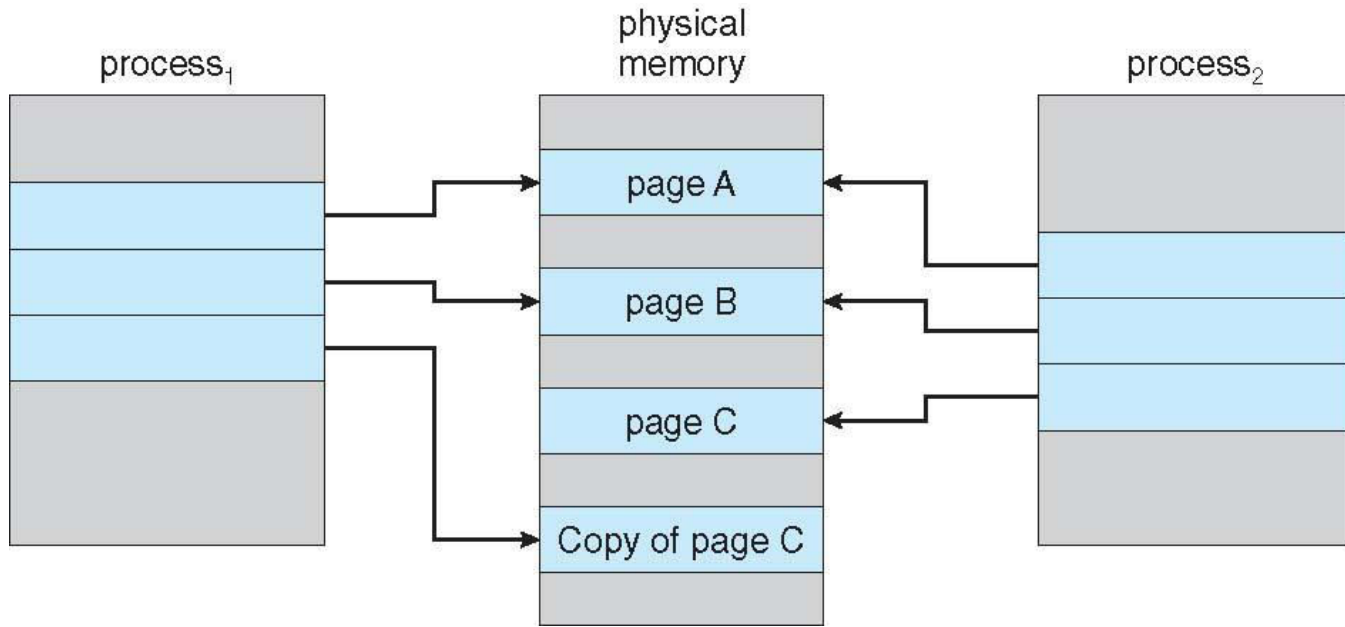 process₁
physical
memory
process₂
page A
page B
page C
Copy of page C